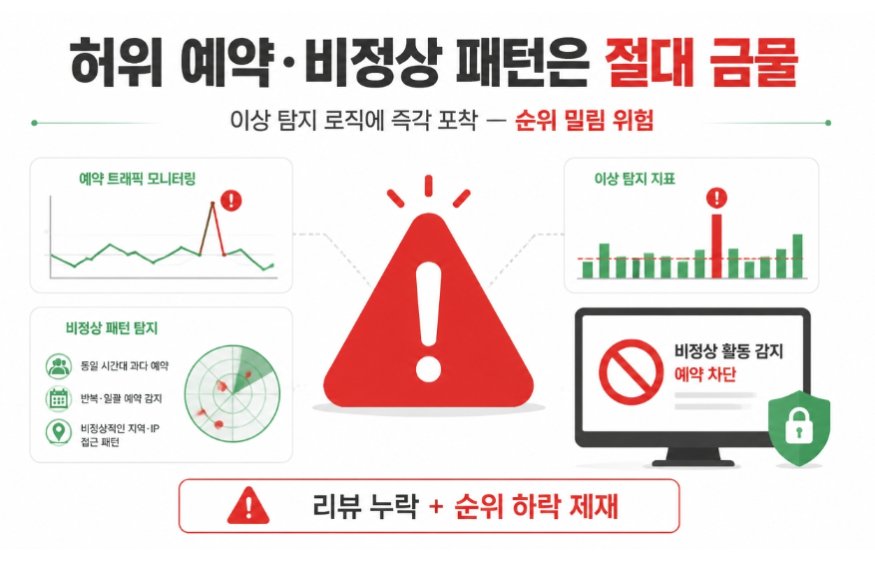 허위 예약·비정상 패턴은 절대 금물
이상 탐지 로직에 즉각 포착 — 순위 밀림 위험
예약 트래픽 모니터링
이상 탐지 지표
비정상 패턴 탐지
동일 시간대 과다 예약
반복·일괄 예약 감지
비정상적인 지역·IP
접근 패턴
비정상 활동 감지
예약 차단
리뷰 누락 + 순위 하락 제재